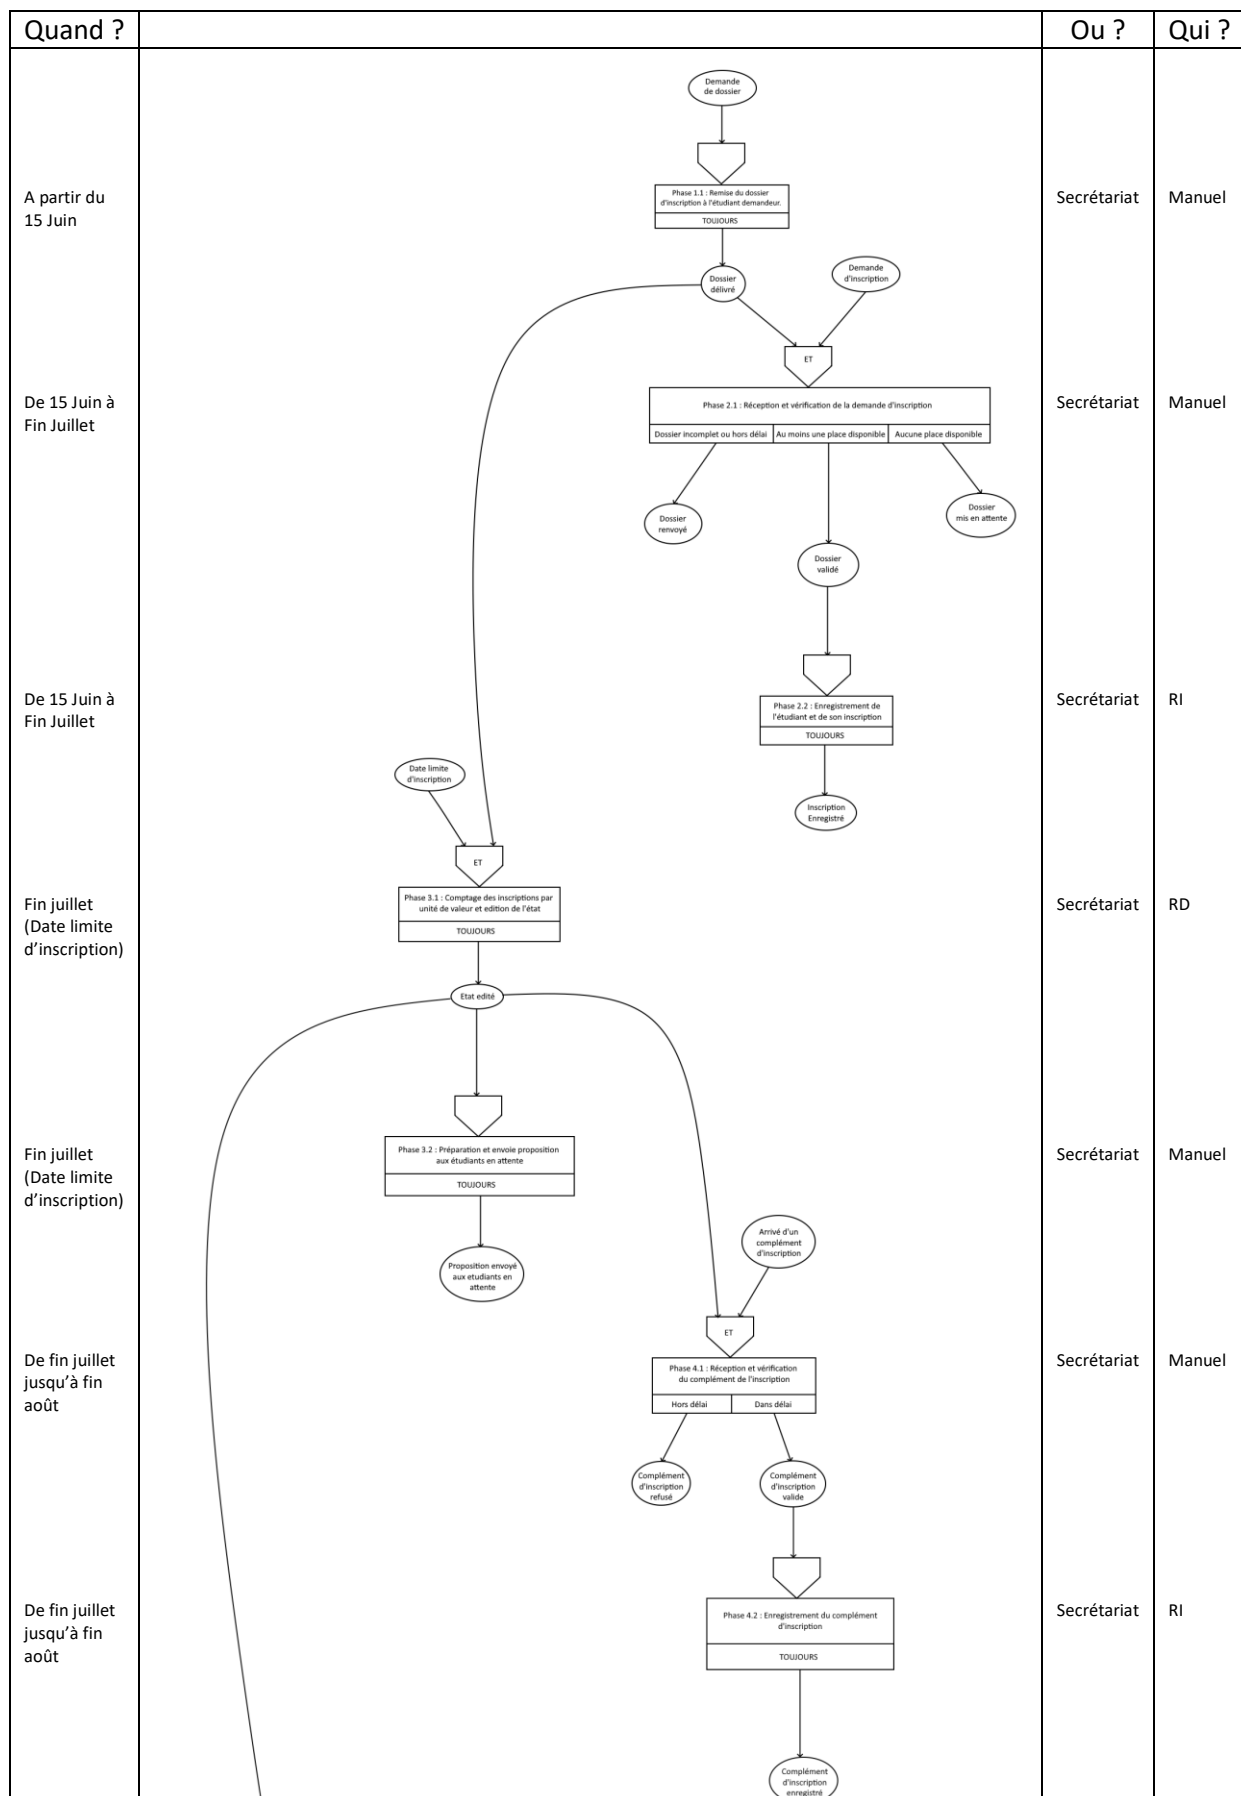 Quand ?
Ou ?
Qui ?
Demande
de dossier
A partir du
15 Juin
Phase 1.1 : Remise du dossier
d'inscription à l'étudiant demandeur.
TOUJOURS
Secrétariat
Manuel
Dossier
délivré
Demande
d'inscription
ET
De 15 Juin à
Fin Juillet
Phase 2.1 : Réception et vérification de la demande d'inscription
Dossier incomplet ou hors délai
Au moins une place disponible
Aucune place disponible
Secrétariat
Manuel
Dossier
renvoyé
Dossier
mis en attente
Dossier
validé
De 15 Juin à
Fin Juillet
Phase 2.2 : Enregistrement de
l'étudiant et de son inscription
TOUJOURS
Secrétariat
RI
Date limite
d'inscription
Inscription
Enregistré
ET
Fin juillet
(Date limite
d'inscription)
Phase 3.1 : Comptage des inscriptions par
unité de valeur et edition de l'état
TOUJOURS
Secrétariat
RD
Etat edité
Fin juillet
(Date limite
d'inscription)
Phase 3.2 : Préparation et envoie proposition
aux étudiants en attente
TOUJOURS
Secrétariat
Manuel
Arrivé d'un
complément
d'inscription
Proposition envoyé
aux etudiants en
attente
ET
De fin juillet
jusqu'à fin
août
Phase 4.1 : Réception et vérification
du complément de l'inscription
Hors délai
Dans délai
Secrétariat
Manuel
Complément
d'inscription
refusé
Complément
d'inscription
valide
De fin juillet
jusqu'à fin
août
Phase 4.2 : Enregistrement du complément
d'inscription
TOUJOURS
Secrétariat
RI
Complément
d'inscription
enregistré